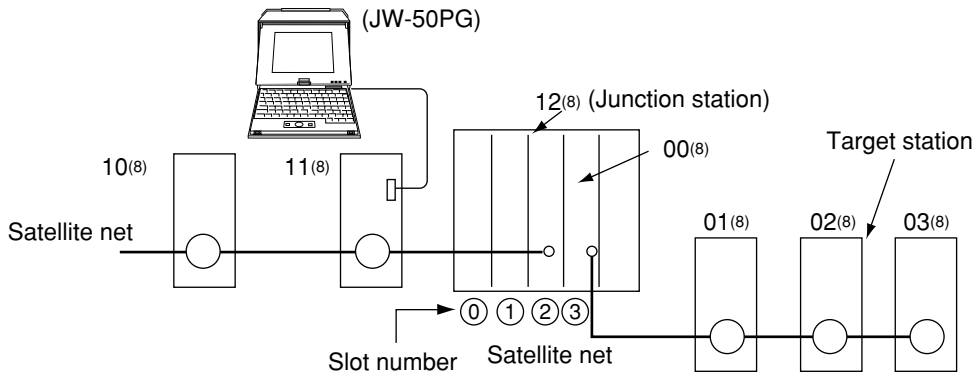 (JW-50PG)
12(8) (Junction station)
10(8) 11(8) 00(8) Target station
Satellite net 01(8) 02(8) 03(8)
0 1 2 3
Slot number Satellite net